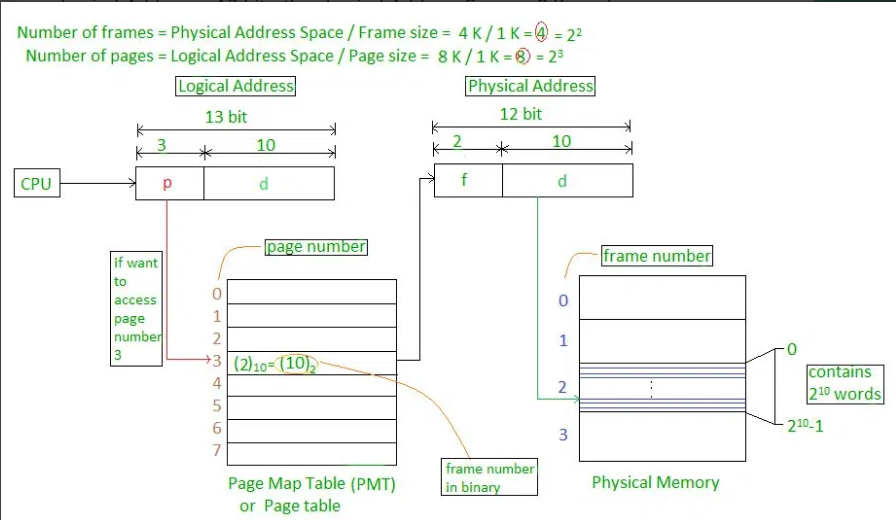 Number of frames = Physical Address Space / Frame size = 4 K / 1 K = 4 = 2²
Number of pages = Logical Address Space / Page size = 8 K / 1 K = 8 = 2³
Logical Address
Physical Address
13 bit
12 bit
3 10
2 10
CPU
p d
f d
if want
to
access
page
number
3
page number
frame number
0
1
2
3 (2)₁₀= (10)₂
4
5
6
7
0
1
2
3
0
contains
2¹⁰ words
2¹⁰-1
frame number
in binary
Page Map Table (PMT)
or Page table
Physical Memory